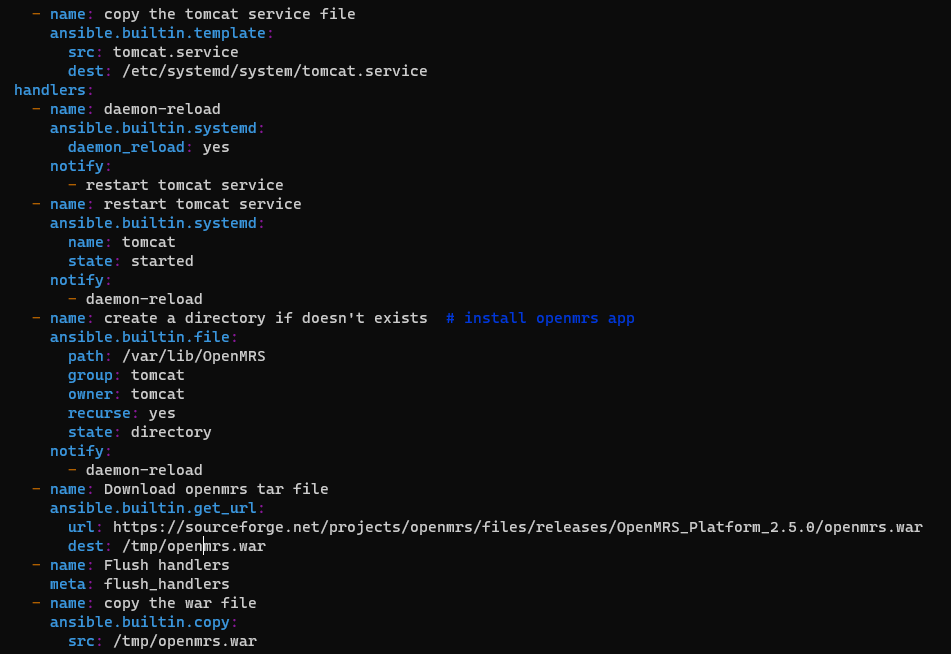 - name: copy the tomcat service file
      ansible.builtin.template:
        src: tomcat.service
        dest: /etc/systemd/system/tomcat.service
  handlers:
    - name: daemon-reload
      ansible.builtin.systemd:
        daemon_reload: yes
      notify:
        - restart tomcat service
    - name: restart tomcat service
      ansible.builtin.systemd:
        name: tomcat
        state: started
      notify:
        - daemon-reload
    - name: create a directory if doesn't exists  # install openmrs app
      ansible.builtin.file:
        path: /var/lib/OpenMRS
        group: tomcat
        owner: tomcat
        recurse: yes
        state: directory
      notify:
        - daemon-reload
    - name: Download openmrs tar file
      ansible.builtin.get_url:
        url: https://sourceforge.net/projects/openmrs/files/releases/OpenMRS_Platform_2.5.0/openmrs.war
        dest: /tmp/openmrs.war
    - name: Flush handlers
      meta: flush_handlers
    - name: copy the war file
      ansible.builtin.copy:
        src: /tmp/openmrs.war